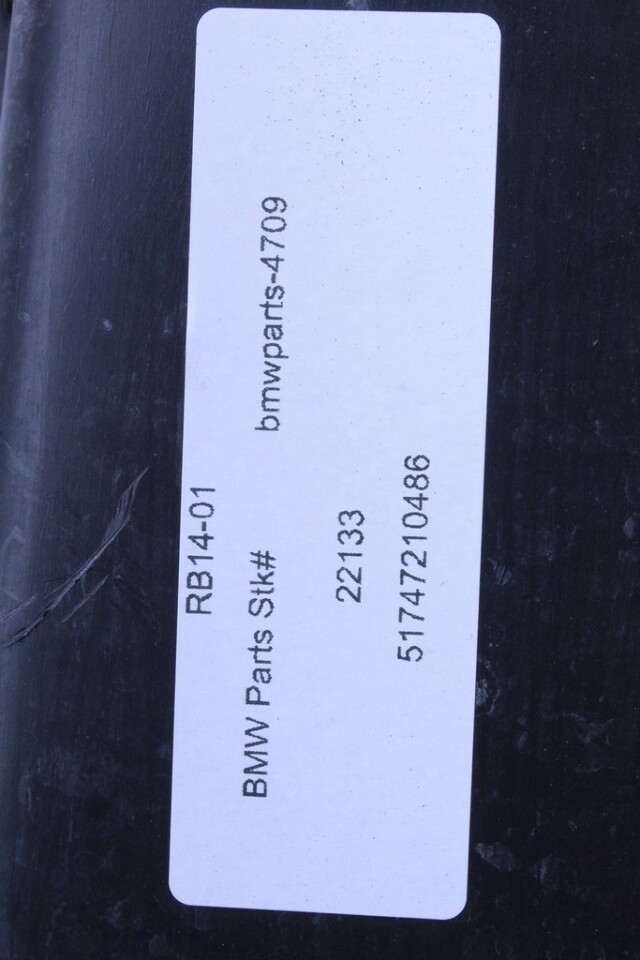 RB14-01
BMW Parts Stk# bmwparts-4709
22133
51747210486